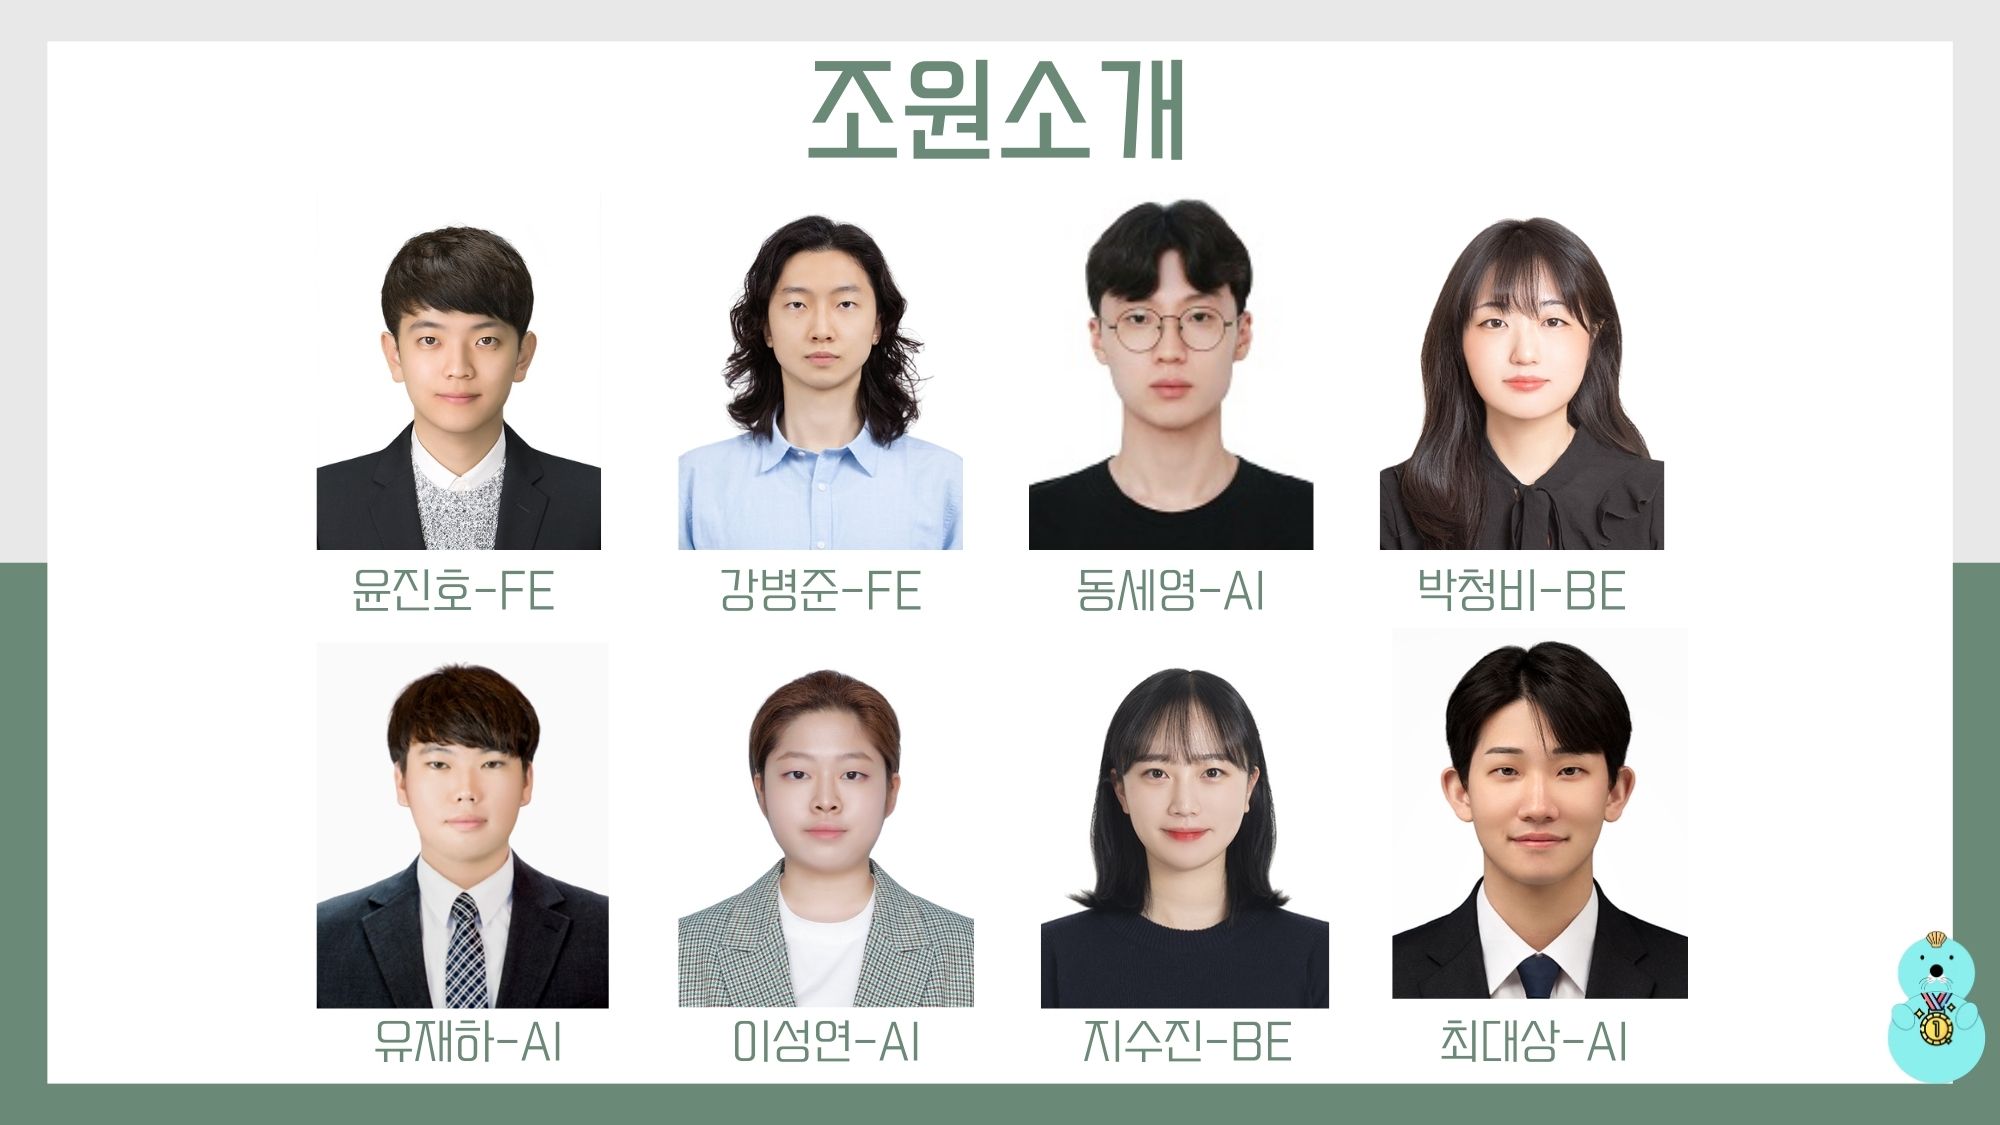 조원소개
윤진호-FE
강병준-FE
동세영-AI
박청비-BE
유재하-AI
이성연-AI
지수진-BE
최대상-AI
1